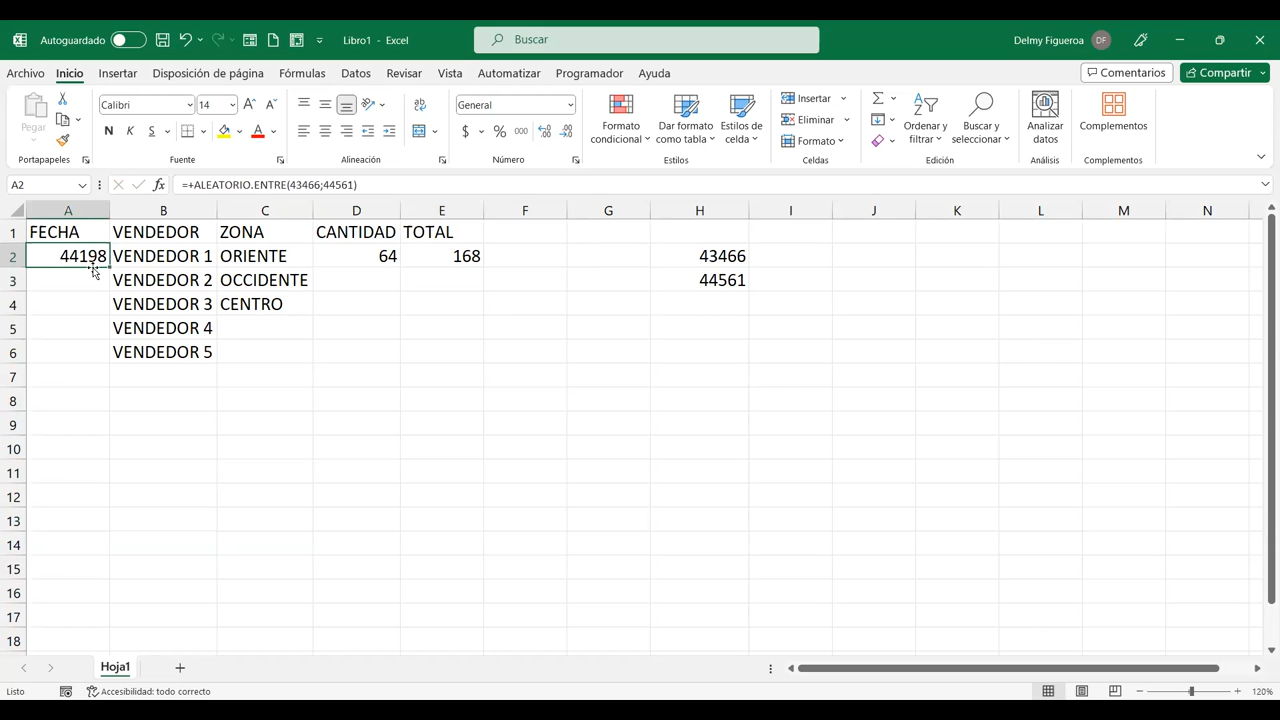 Autoguardado
Libro1 - Excel
Buscar
Delmy Figueroa DF
Archivo Inicio Insertar Disposición de página Fórmulas Datos Revisar Vista Automatizar Programador Ayuda
Comentarios Compartir
Pegar
Portapapeles
Calibri 14
N K S
Fuente
Alineación
General
$ % 000
Número
Formato condicional
Dar formato como tabla
Estilos de celda
Estilos
Insertar
Eliminar
Formato
Celdas
Ordenar y filtrar
Buscar y seleccionar
Edición
Analizar datos
Análisis
Complementos
Complementos
A2 fx =+ALEATORIO.ENTRE(43466;44561)
A B C D E F G H I J K L M N
1 FECHA VENDEDOR ZONA CANTIDAD TOTAL
2 44198 VENDEDOR 1 ORIENTE 64 168 43466
3 VENDEDOR 2 OCCIDENTE 44561
4 VENDEDOR 3 CENTRO
5 VENDEDOR 4
6 VENDEDOR 5
7
8
9
10
11
12
13
14
15
16
17
18
Hoja1
Listo Accesibilidad: todo correcto 120%